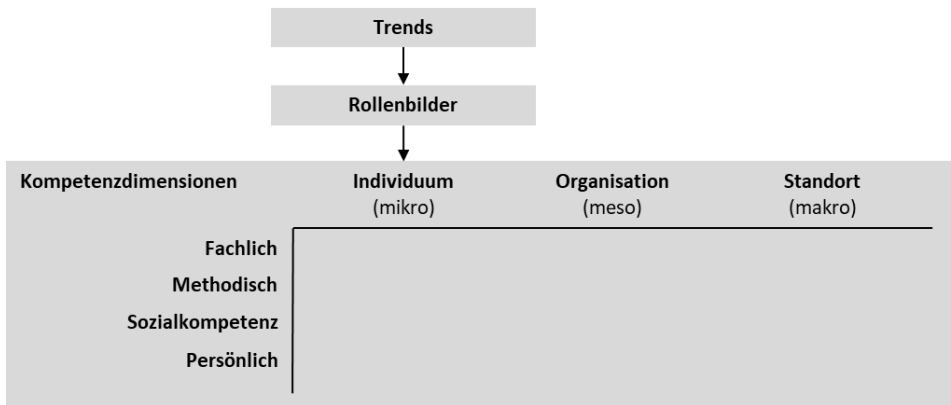 Trends
Rollenbilder
Kompetenzdimensionen Individuum Organisation Standort
(mikro) (meso) (makro)
Fachlich
Methodisch
Sozialkompetenz
Persönlich